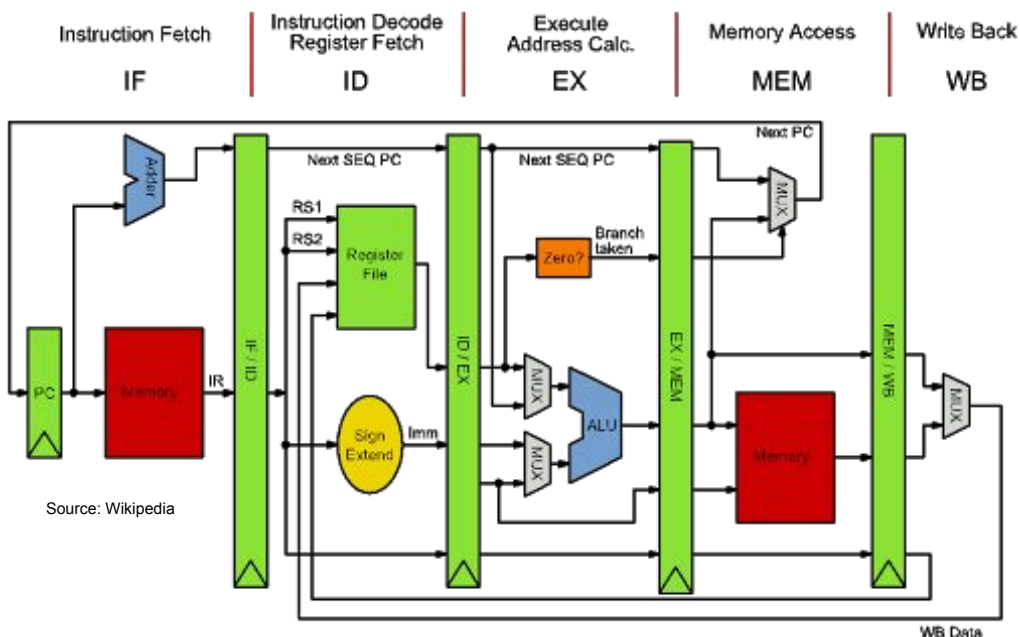 Instruction Fetch
IF
Instruction Decode
Register Fetch
ID
Execute
Address Calc.
EX
Memory Access
MEM
Write Back
WB
Next PC
Adder
Next SEQ PC
Next SEQ PC
MUX
RS1
RS2
Register
File
Branch
taken
Zero?
IF / ID
ID / EX
EX / MEM
MEM / WB
PC
Memory
IR
MUX
ALU
MUX
Sign
Extend
Imm
Memory
MUX
Source: Wikipedia
WB Data